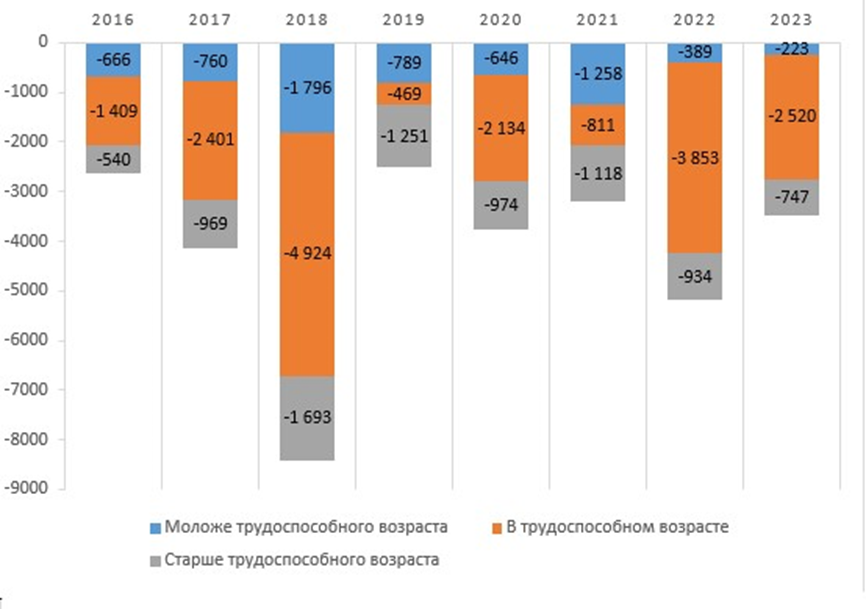 2016 2017 2018 2019 2020 2021 2022 2023
0
-1000
-2000
-3000
-4000
-5000
-6000
-7000
-8000
-9000
-666 -760 -1 796 -789 -646 -1 258 -389 -223
-1 409 -2 401 -4 924 -469 -2 134 -811 -3 853 -2 520
-540 -969 -1 693 -1 251 -974 -1 118 -934 -747
Моложе трудоспособного возраста В трудоспособном возрасте
Старше трудоспособного возраста